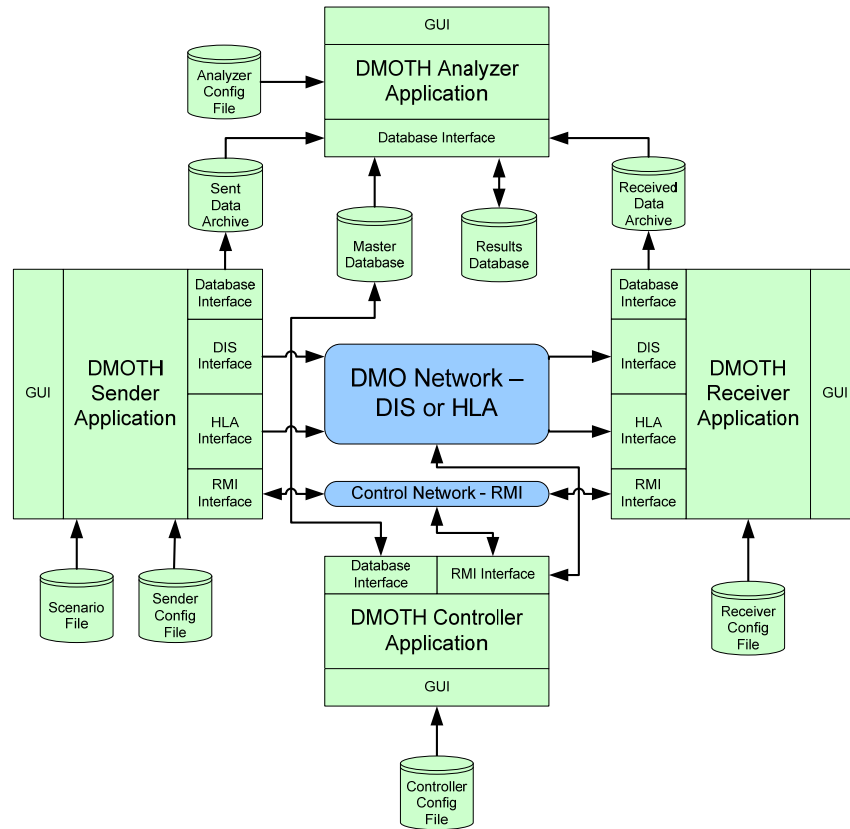 GUI
DMOTH Analyzer
Application
Database Interface
Analyzer
Config
File
Sent
Data
Archive
Master
Database
Results
Database
Received
Data
Archive
GUI
DMOTH
Sender
Application
Database
Interface
DIS
Interface
HLA
Interface
RMI
Interface
DMO Network –
DIS or HLA
Control Network - RMI
Database
Interface
DIS
Interface
HLA
Interface
RMI
Interface
DMOTH
Receiver
Application
GUI
Scenario
File
Sender
Config
File
Database
Interface
RMI Interface
DMOTH Controller
Application
GUI
Receiver
Config
File
Controller
Config
File